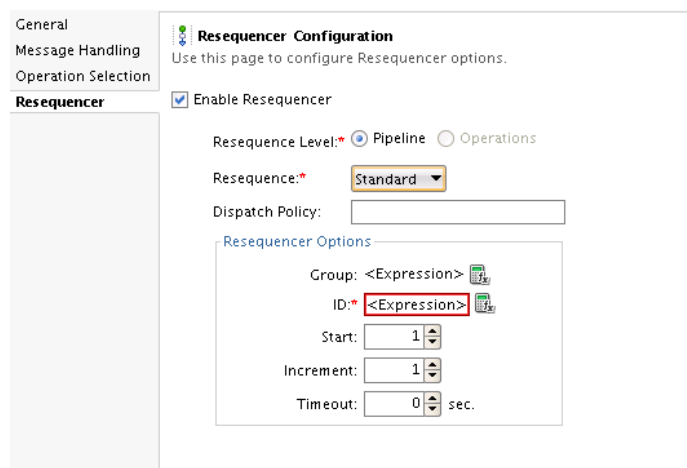 General
Message Handling
Operation Selection
Resequencer
Resequencer Configuration
Use this page to configure Resequencer options.
Enable Resequencer
Resequence Level:* Pipeline Operations
Resequence:* Standard
Dispatch Policy:
Resequencer Options
Group: <Expression>
ID:* <Expression>
Start: 1
Increment: 1
Timeout: 0 sec.